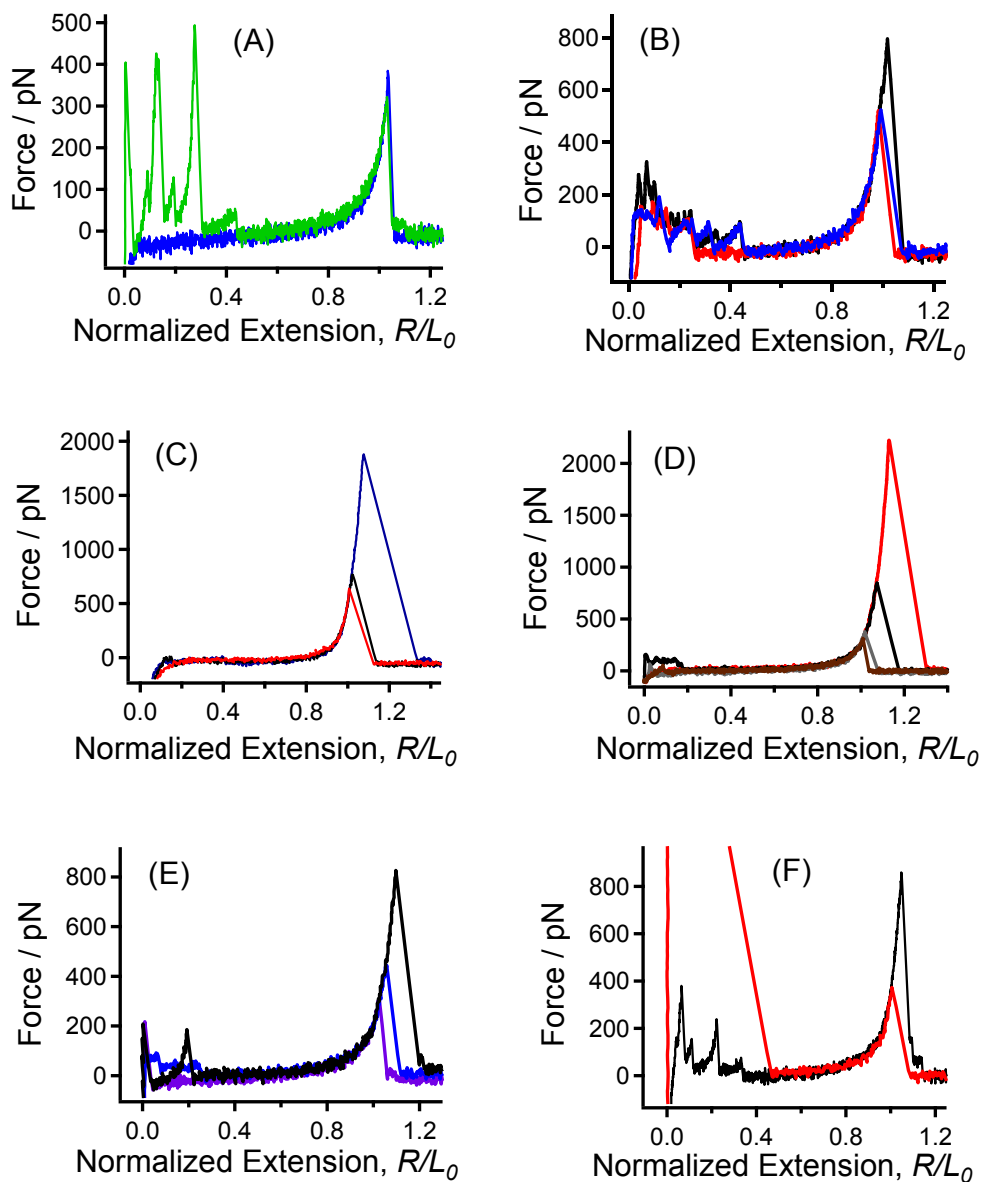 (A)
Force / pN
500
400
300
200
100
0
0.0 0.4 0.8 1.2
Normalized Extension, R/L0
(B)
Force / pN
800
600
400
200
0
0.0 0.4 0.8 1.2
Normalized Extension, R/L0
(C)
Force / pN
2000
1500
1000
500
0
0.0 0.4 0.8 1.2
Normalized Extension, R/L0
(D)
Force / pN
2000
1500
1000
500
0
0.0 0.4 0.8 1.2
Normalized Extension, R/L0
(E)
Force / pN
800
600
400
200
0
0.0 0.4 0.8 1.2
Normalized Extension, R/L0
(F)
Force / pN
800
600
400
200
0
0.0 0.4 0.8 1.2
Normalized Extension, R/L0